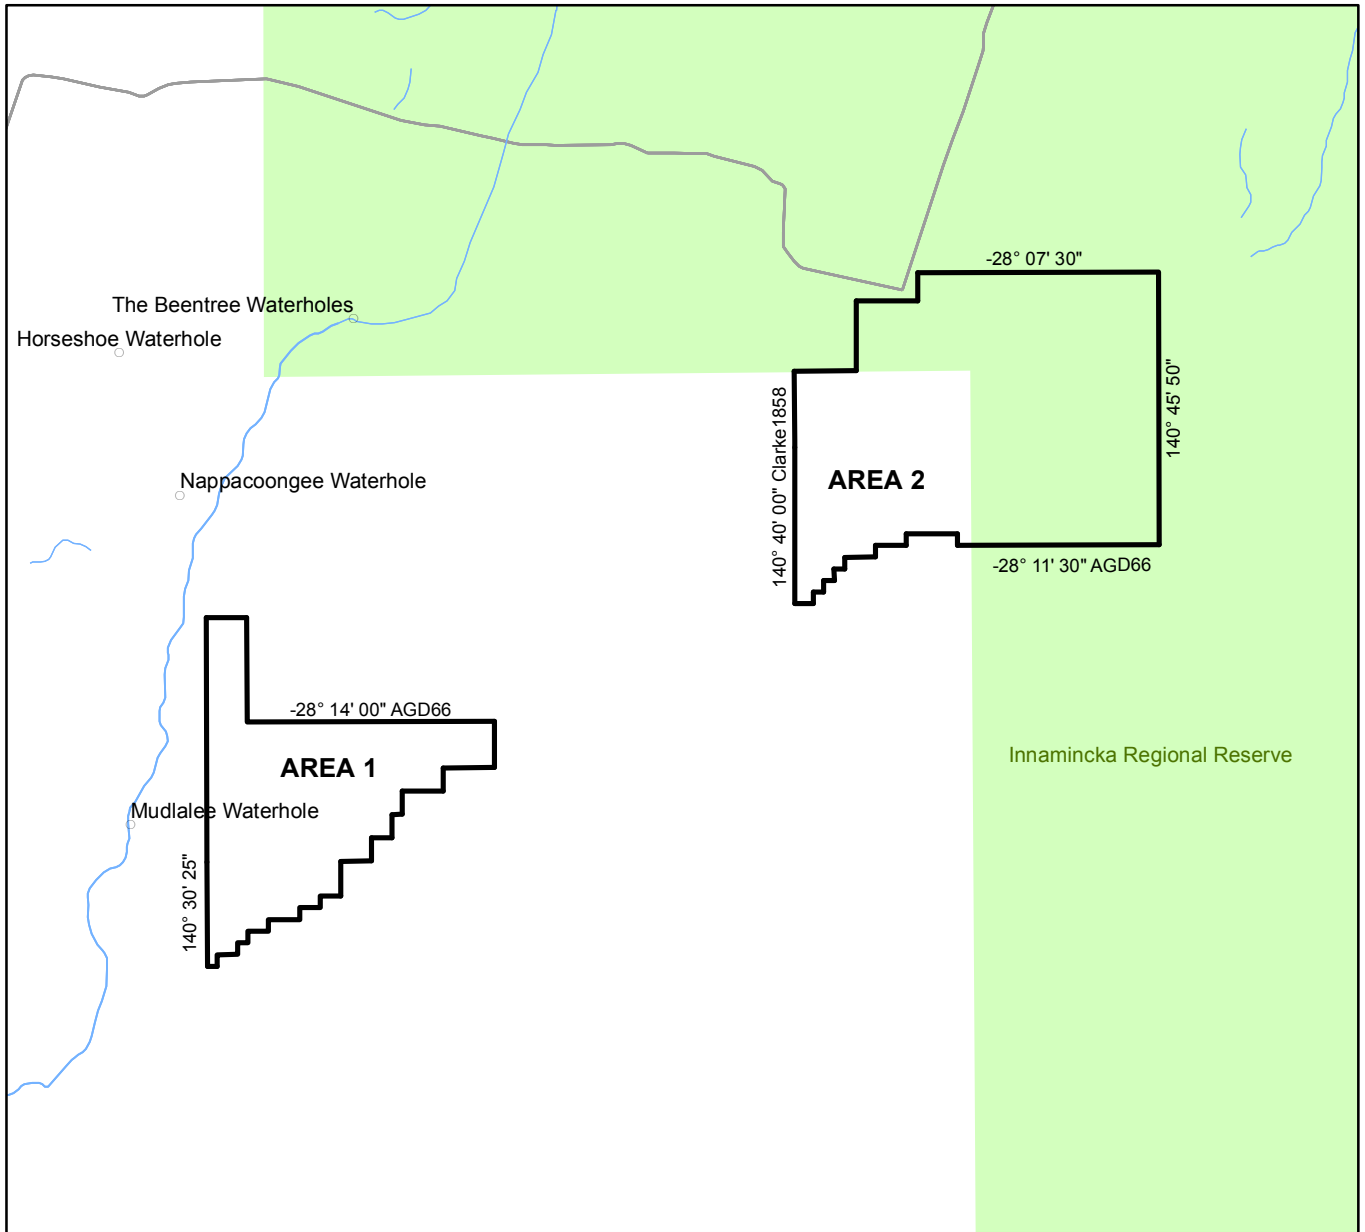 -28° 07' 30"
The Beentree Waterholes
Horseshoe Waterhole
140° 45' 50"
140° 40' 00" Clarke1858
AREA 2
Nappacoongee Waterhole
-28° 11' 30" AGD66
-28° 14' 00" AGD66
AREA 1
Innamincka Regional Reserve
Mudlalee Waterhole
140° 30' 25"